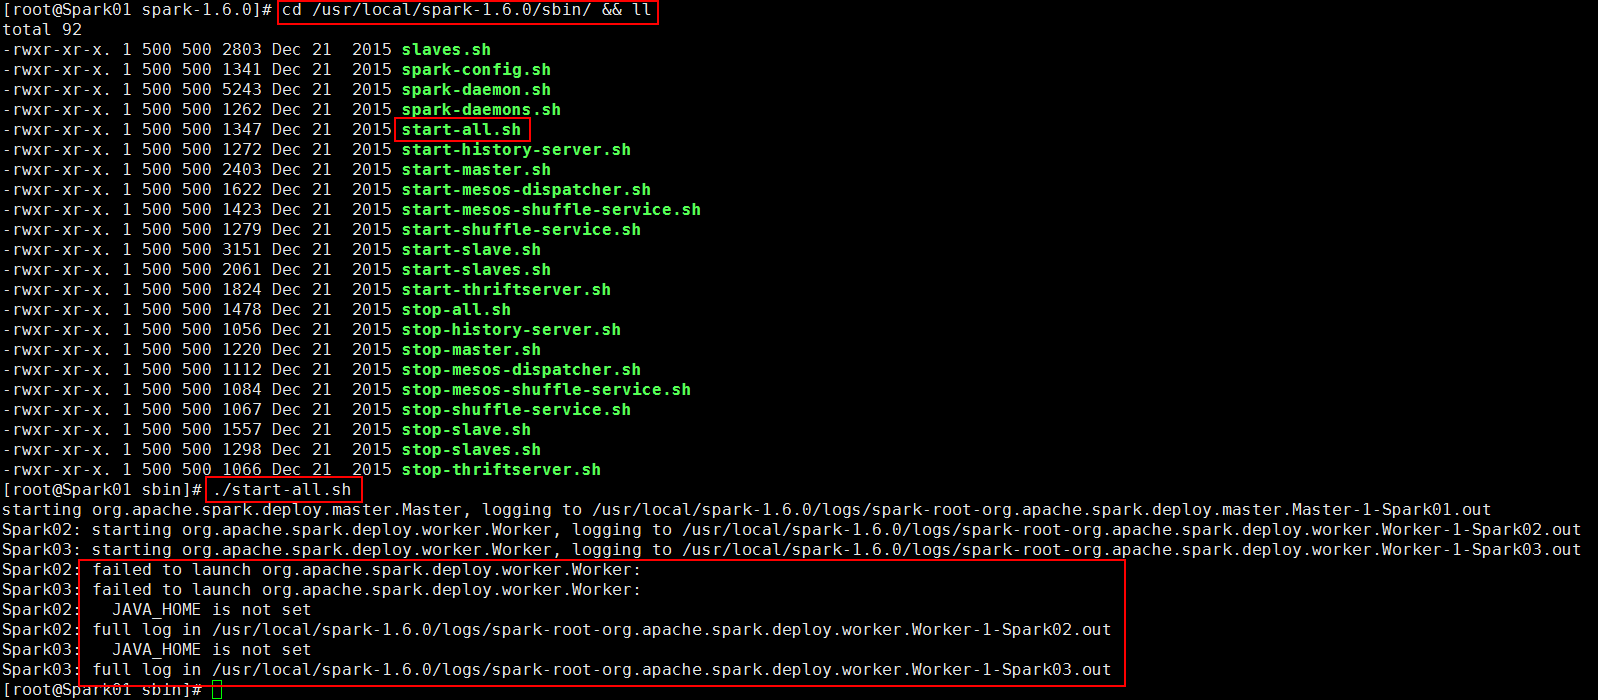 [root@Spark01 spark-1.6.0]# cd /usr/local/spark-1.6.0/sbin/ && ll
total 92
-rwxr-xr-x. 1 500 500 2803 Dec 21  2015 slaves.sh
-rwxr-xr-x. 1 500 500 1341 Dec 21  2015 spark-config.sh
-rwxr-xr-x. 1 500 500 5243 Dec 21  2015 spark-daemon.sh
-rwxr-xr-x. 1 500 500 1262 Dec 21  2015 spark-daemons.sh
-rwxr-xr-x. 1 500 500 1347 Dec 21  2015 start-all.sh
-rwxr-xr-x. 1 500 500 1272 Dec 21  2015 start-history-server.sh
-rwxr-xr-x. 1 500 500 2403 Dec 21  2015 start-master.sh
-rwxr-xr-x. 1 500 500 1622 Dec 21  2015 start-mesos-dispatcher.sh
-rwxr-xr-x. 1 500 500 1423 Dec 21  2015 start-mesos-shuffle-service.sh
-rwxr-xr-x. 1 500 500 1279 Dec 21  2015 start-shuffle-service.sh
-rwxr-xr-x. 1 500 500 3151 Dec 21  2015 start-slave.sh
-rwxr-xr-x. 1 500 500 2061 Dec 21  2015 start-slaves.sh
-rwxr-xr-x. 1 500 500 1824 Dec 21  2015 start-thriftserver.sh
-rwxr-xr-x. 1 500 500 1478 Dec 21  2015 stop-all.sh
-rwxr-xr-x. 1 500 500 1056 Dec 21  2015 stop-history-server.sh
-rwxr-xr-x. 1 500 500 1220 Dec 21  2015 stop-master.sh
-rwxr-xr-x. 1 500 500 1112 Dec 21  2015 stop-mesos-dispatcher.sh
-rwxr-xr-x. 1 500 500 1084 Dec 21  2015 stop-mesos-shuffle-service.sh
-rwxr-xr-x. 1 500 500 1067 Dec 21  2015 stop-shuffle-service.sh
-rwxr-xr-x. 1 500 500 1557 Dec 21  2015 stop-slave.sh
-rwxr-xr-x. 1 500 500 1298 Dec 21  2015 stop-slaves.sh
-rwxr-xr-x. 1 500 500 1066 Dec 21  2015 stop-thriftserver.sh
[root@Spark01 sbin]# ./start-all.sh
starting org.apache.spark.deploy.master.Master, logging to /usr/local/spark-1.6.0/logs/spark-root-org.apache.spark.deploy.master.Master-1-Spark01.out
Spark02: starting org.apache.spark.deploy.worker.Worker, logging to /usr/local/spark-1.6.0/logs/spark-root-org.apache.spark.deploy.worker.Worker-1-Spark02.out
Spark03: starting org.apache.spark.deploy.worker.Worker, logging to /usr/local/spark-1.6.0/logs/spark-root-org.apache.spark.deploy.worker.Worker-1-Spark03.out
Spark02: failed to launch org.apache.spark.deploy.worker.Worker:
Spark03: failed to launch org.apache.spark.deploy.worker.Worker:
Spark02:   JAVA_HOME is not set
Spark02: full log in /usr/local/spark-1.6.0/logs/spark-root-org.apache.spark.deploy.worker.Worker-1-Spark02.out
Spark03:   JAVA_HOME is not set
Spark03: full log in /usr/local/spark-1.6.0/logs/spark-root-org.apache.spark.deploy.worker.Worker-1-Spark03.out
[root@Spark01 sbin]#